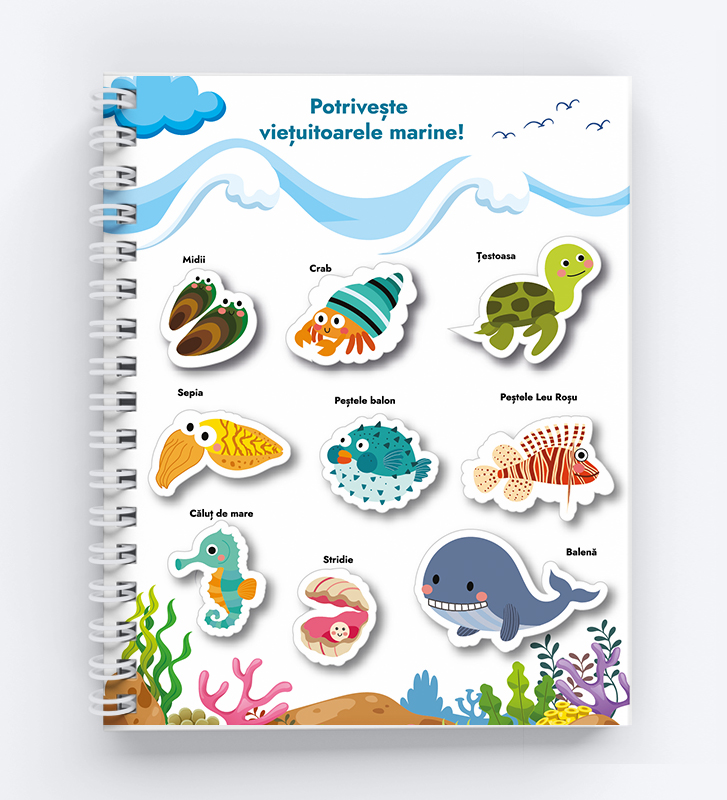 Potrivește
viețuitoarele marine!
Midii
Crab
Țestoasa
Sepia
Peștele balon
Peștele Leu Roșu
Căluț de mare
Stridie
Balenă